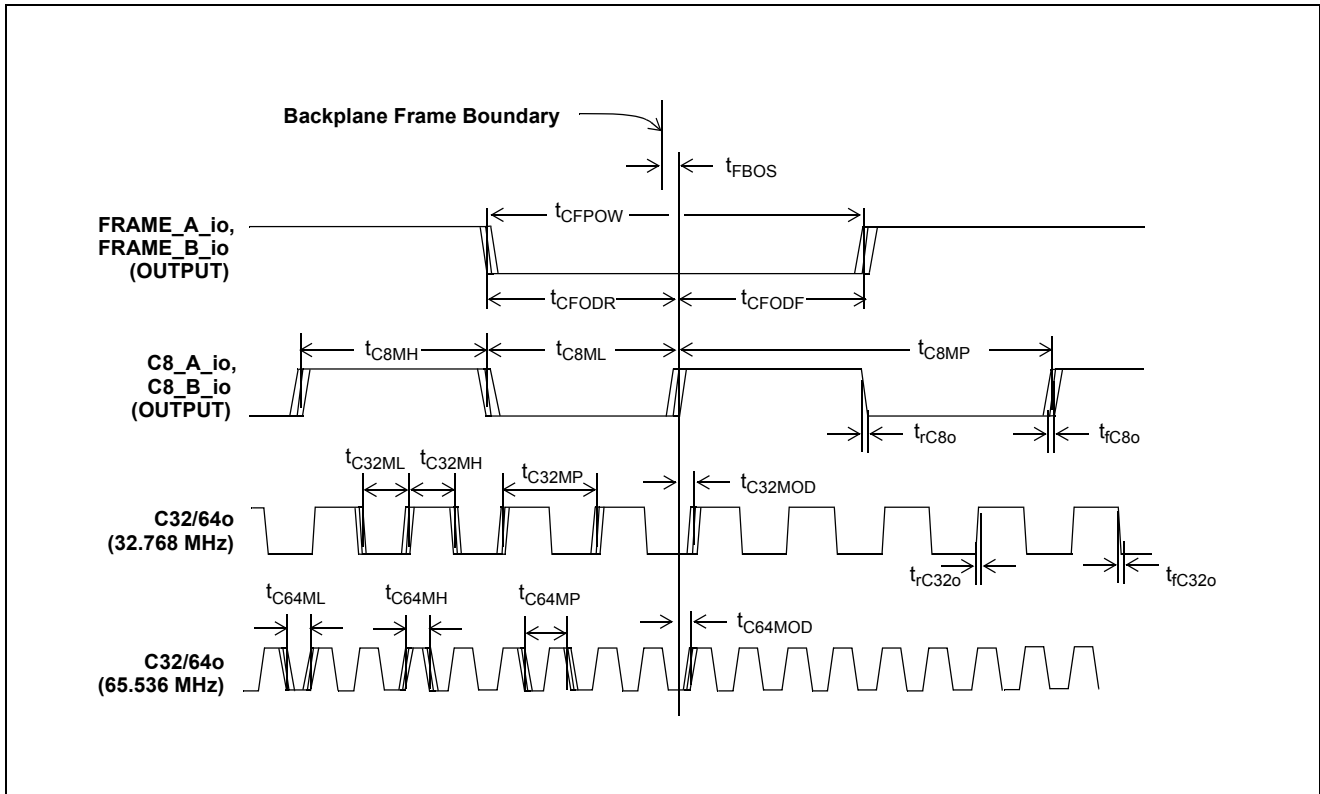 Backplane Frame Boundary
tFBOS
tCFPOW
FRAME_A_io,
FRAME_B_io
(OUTPUT)
tCFODR
tCFODF
tC8MH
tC8ML
tC8MP
C8_A_io,
C8_B_io
(OUTPUT)
trC8o
tfC8o
tC32ML
tC32MH
tC32MP
tC32MOD
C32/64o
(32.768 MHz)
trC32o
tfC32o
tC64ML
tC64MH
tC64MP
tC64MOD
C32/64o
(65.536 MHz)